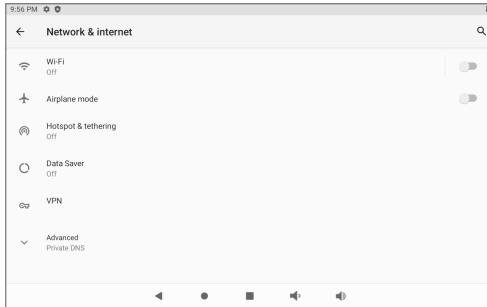 9:56 PM
Network & internet
Wi-Fi
Off
Airplane mode
Hotspot & tethering
Off
Data Saver
Off
VPN
Advanced
Private DNS